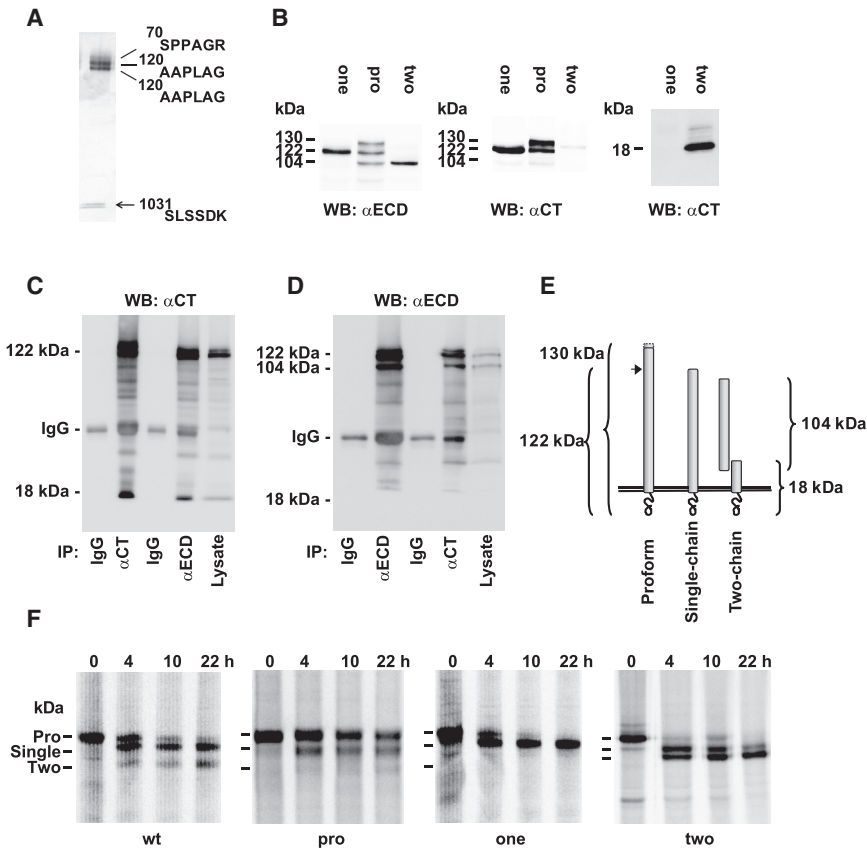 A
70 SPPAGR
120 AAPLAG
120 AAPLAG
1031 SLSSDK
B
one pro two
kDa
130
122
104
WB: αECD
one pro two
kDa
130
122
104
WB: αCT
one two
kDa
18
WB: αCT
C
WB: αCT
122 kDa
IgG
18 kDa
IP: IgG αCT IgG αECD Lysate
D
WB: αECD
122 kDa
104 kDa
IgG
18 kDa
IP: IgG αECD IgG αCT Lysate
E
130 kDa
122 kDa
104 kDa
18 kDa
Proform Single-chain Two-chain
F
0 4 10 22 h
0 4 10 22 h
0 4 10 22 h
0 4 10 22 h
kDa
Pro
Single
Two
wt
pro
one
two